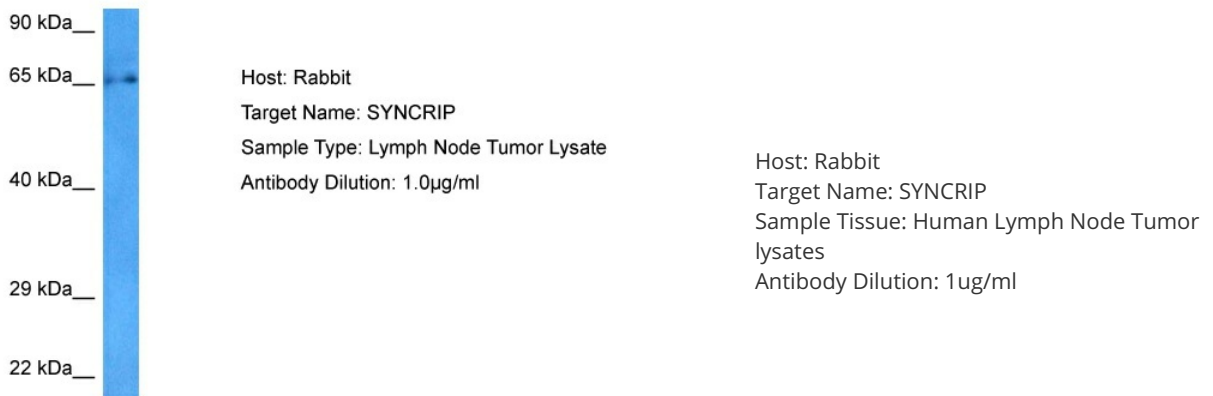 90 kDa__
65 kDa__
40 kDa__
29 kDa__
22 kDa__
Host: Rabbit
Target Name: SYNCRIP
Sample Type: Lymph Node Tumor Lysate
Antibody Dilution: 1.0µg/ml
Host: Rabbit
Target Name: SYNCRIP
Sample Tissue: Human Lymph Node Tumor
lysates
Antibody Dilution: 1ug/ml